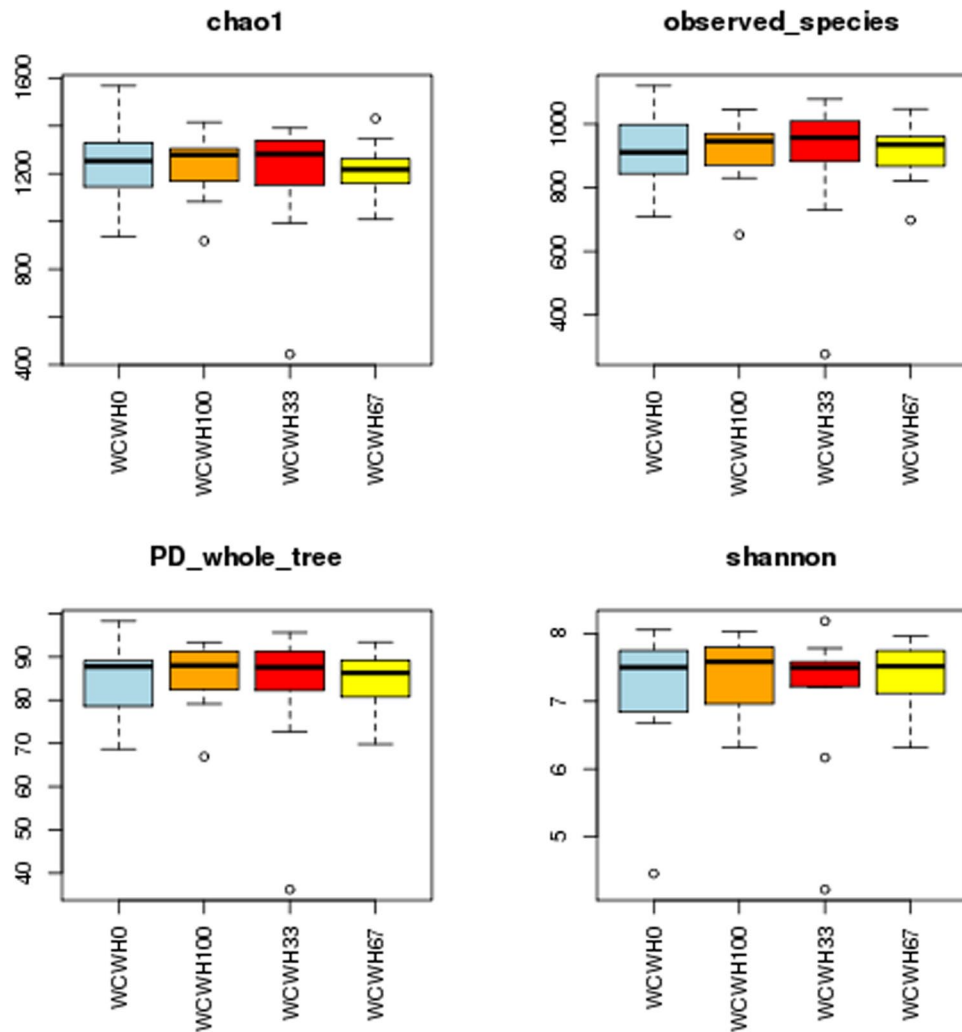 chao1
1600
1200
800
400
WCWH0
WCWH100
WCWH33
WCWH67
observed_species
1000
800
600
400
WCWH0
WCWH100
WCWH33
WCWH67
PD_whole_tree
90
80
70
60
50
40
WCWH0
WCWH100
WCWH33
WCWH67
shannon
8
7
6
5
WCWH0
WCWH100
WCWH33
WCWH67